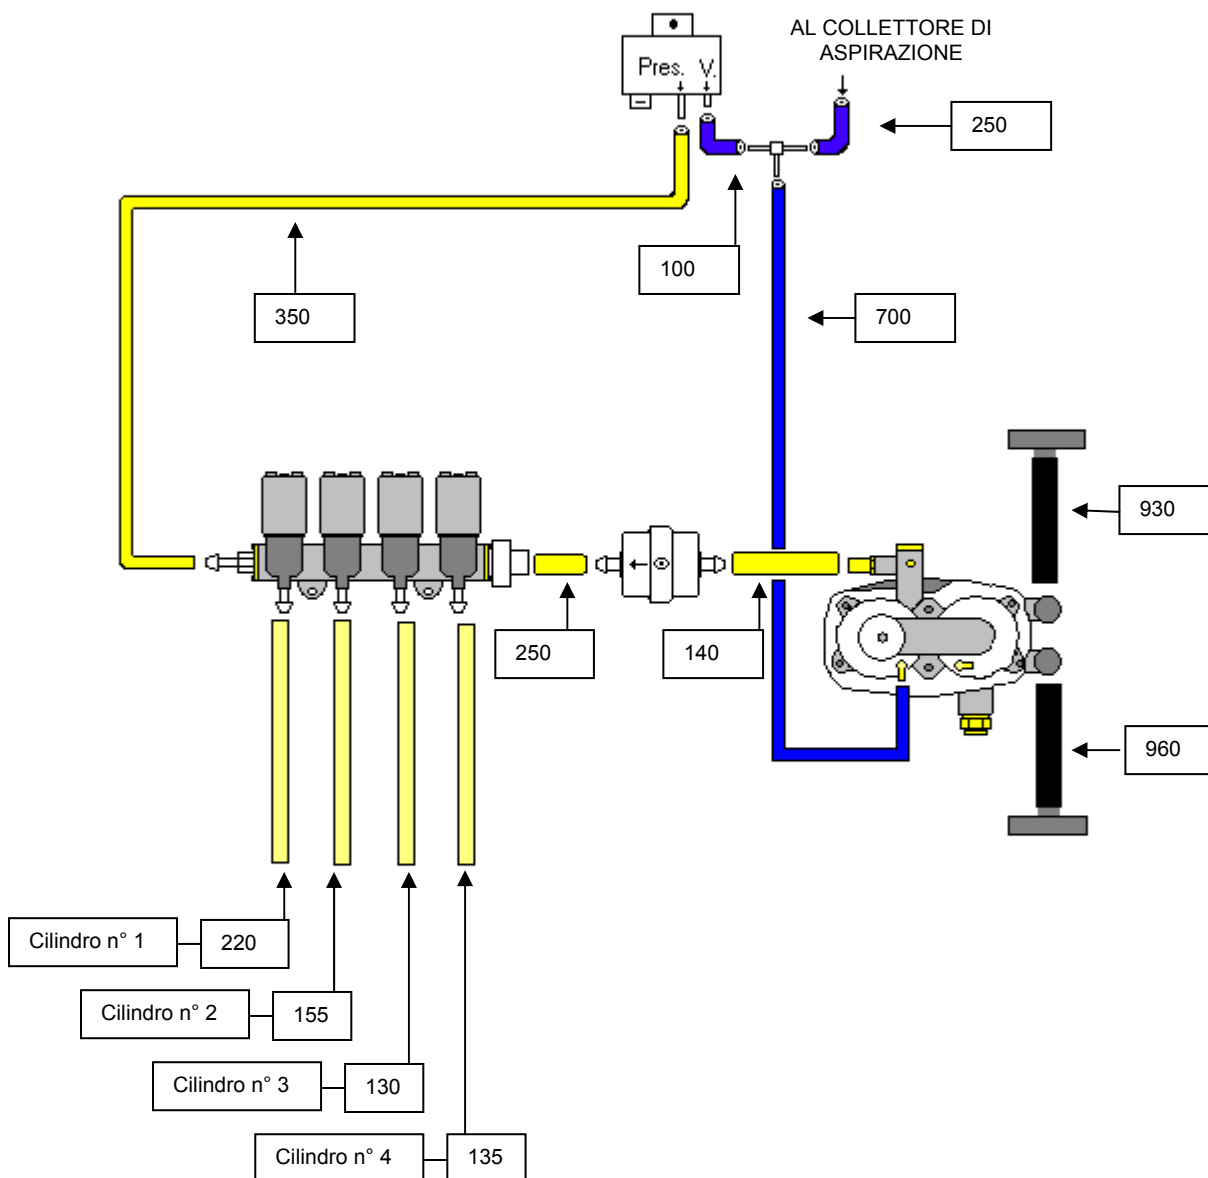 AL COLLETTORE DI
ASPIRAZIONE
Pres. V.
250
100
350
700
930
250
140
960
Cilindro n° 1
220
Cilindro n° 2
155
Cilindro n° 3
130
Cilindro n° 4
135